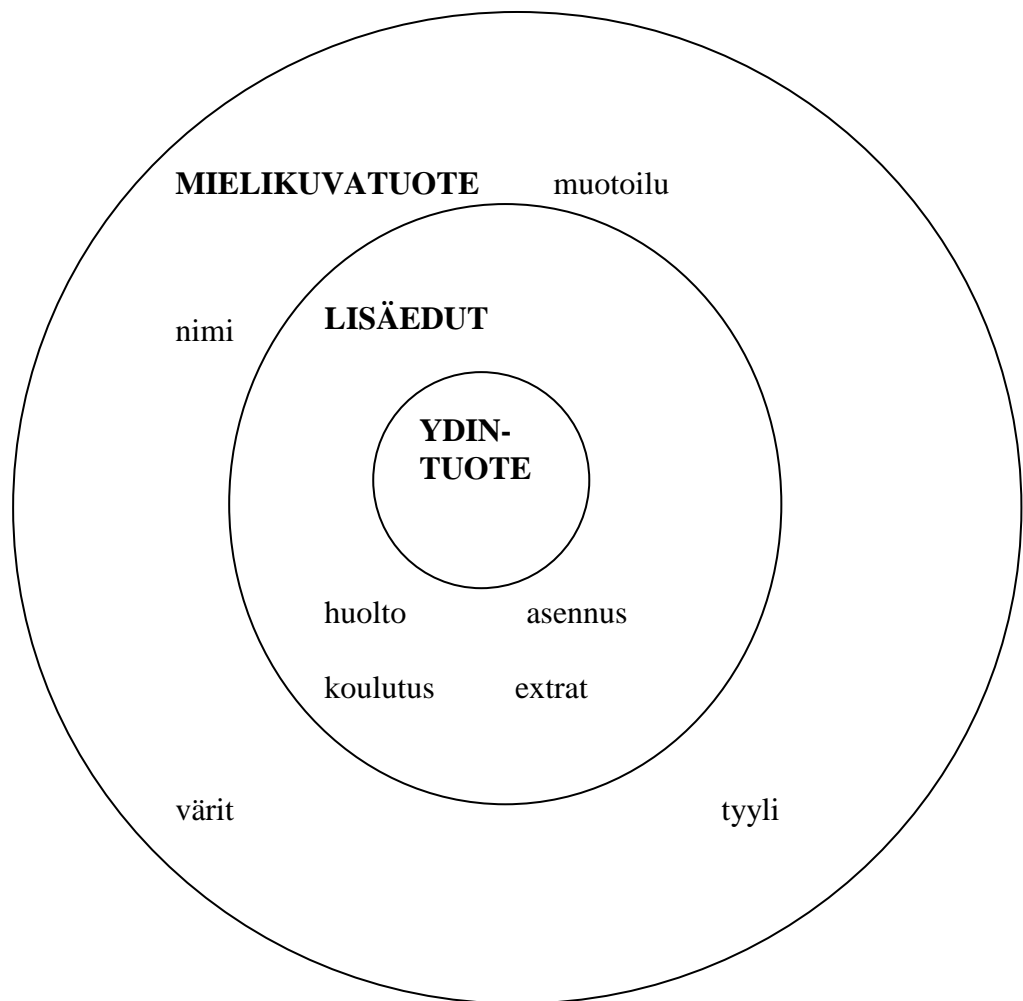 MIELIKUVATUOTE muotoilu
LISÄEDUT
nimi
YDIN-
TUOTE
huolto asennus
koulutus extrat
värit tyyli